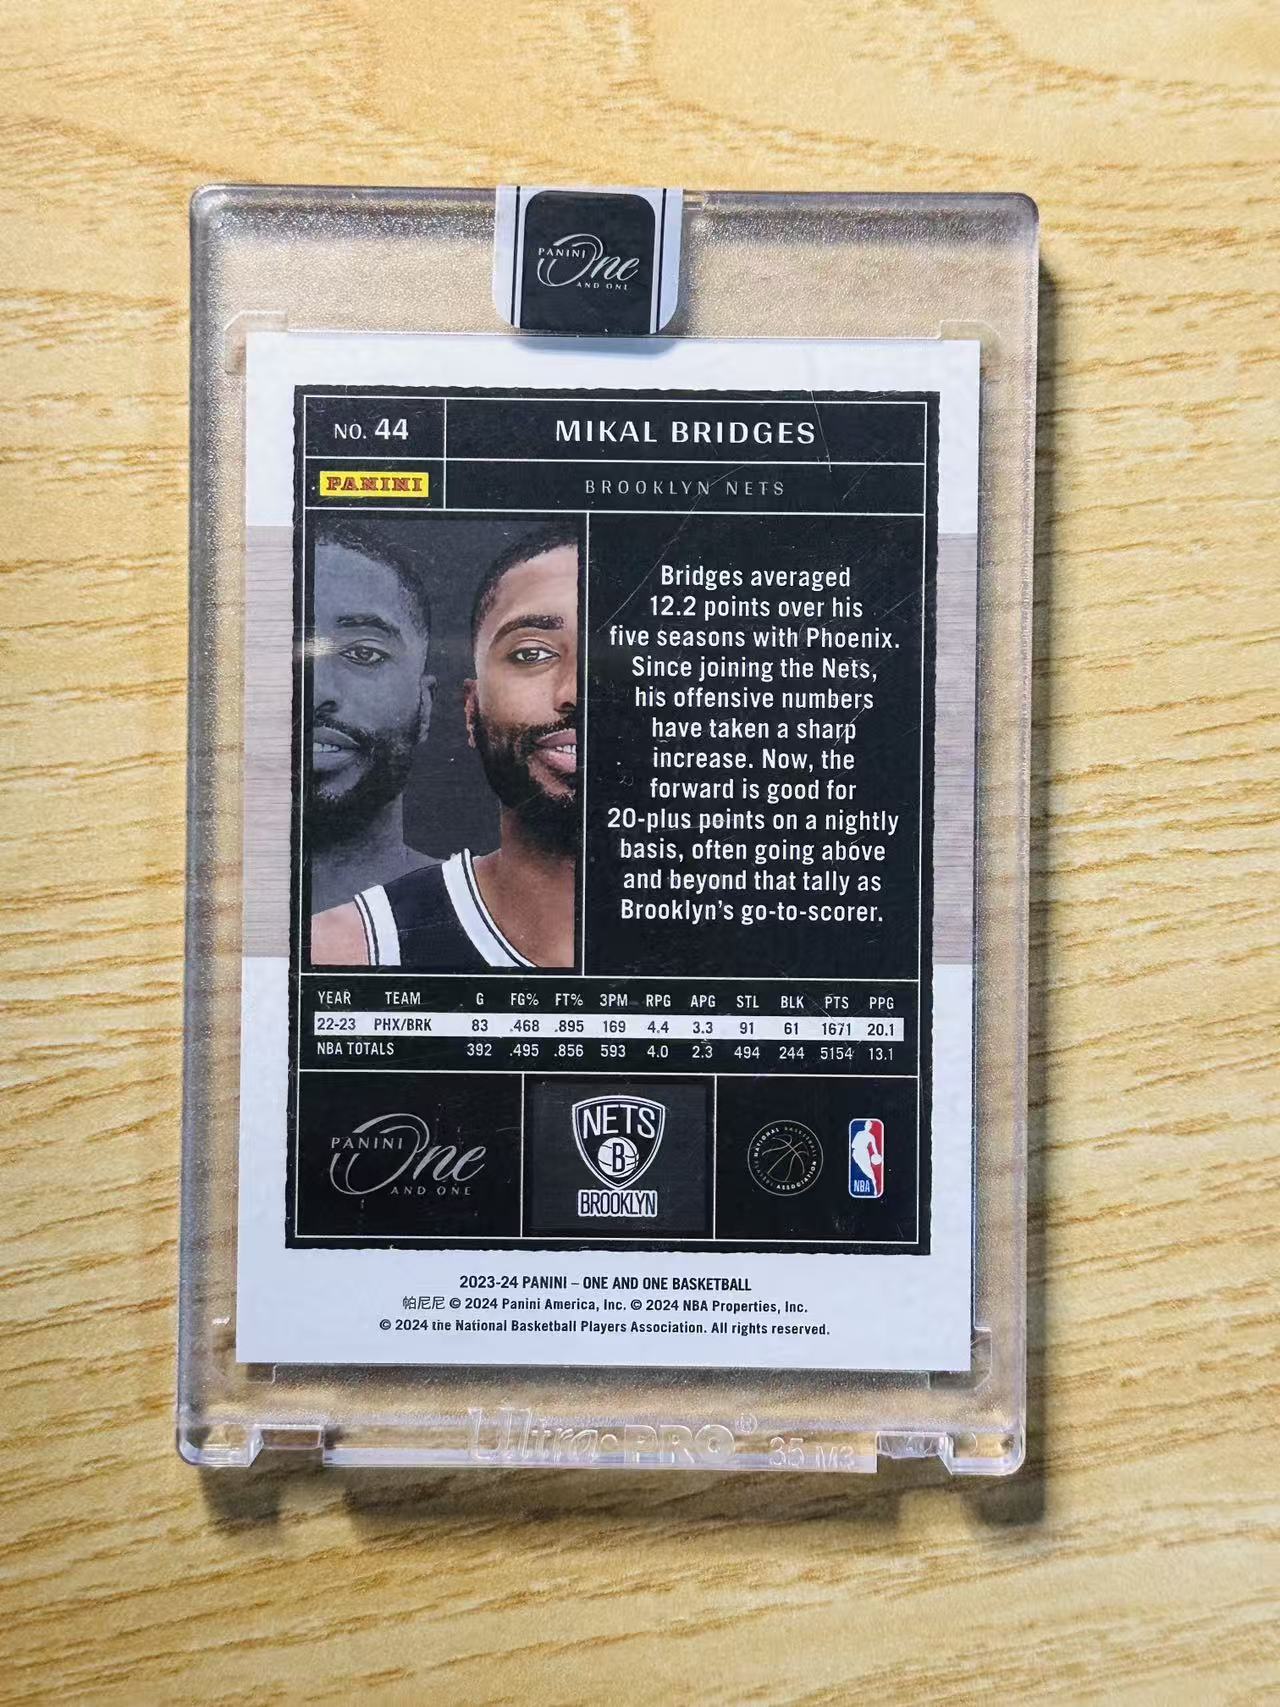 PANINI
One
AND ONE
NO. 44
MIKAL BRIDGES
PANINI
BROOKLYN NETS
Bridges averaged
12.2 points over his
five seasons with Phoenix.
Since joining the Nets,
his offensive numbers
have taken a sharp
increase. Now, the
forward is good for
20-plus points on a nightly
basis, often going above
and beyond that tally as
Brooklyn's go-to-scorer.
YEAR TEAM G FG% FT% 3PM RPG APG STL BLK PTS PPG
22-23 PHX/BRK 83 .468 .895 169 4.4 3.3 91 61 1671 20.1
NBA TOTALS 392 .495 .856 593 4.0 2.3 494 244 5154 13.1
PANINI
One
AND ONE
NETS
B
BROOKLYN
NATIONAL BASKETBALL
PLAYERS ASSOCIATION
NBA
2023-24 PANINI – ONE AND ONE BASKETBALL
帕尼尼 © 2024 Panini America, Inc. © 2024 NBA Properties, Inc.
© 2024 the National Basketball Players Association. All rights reserved.
Ultra·PRO® 35 M3